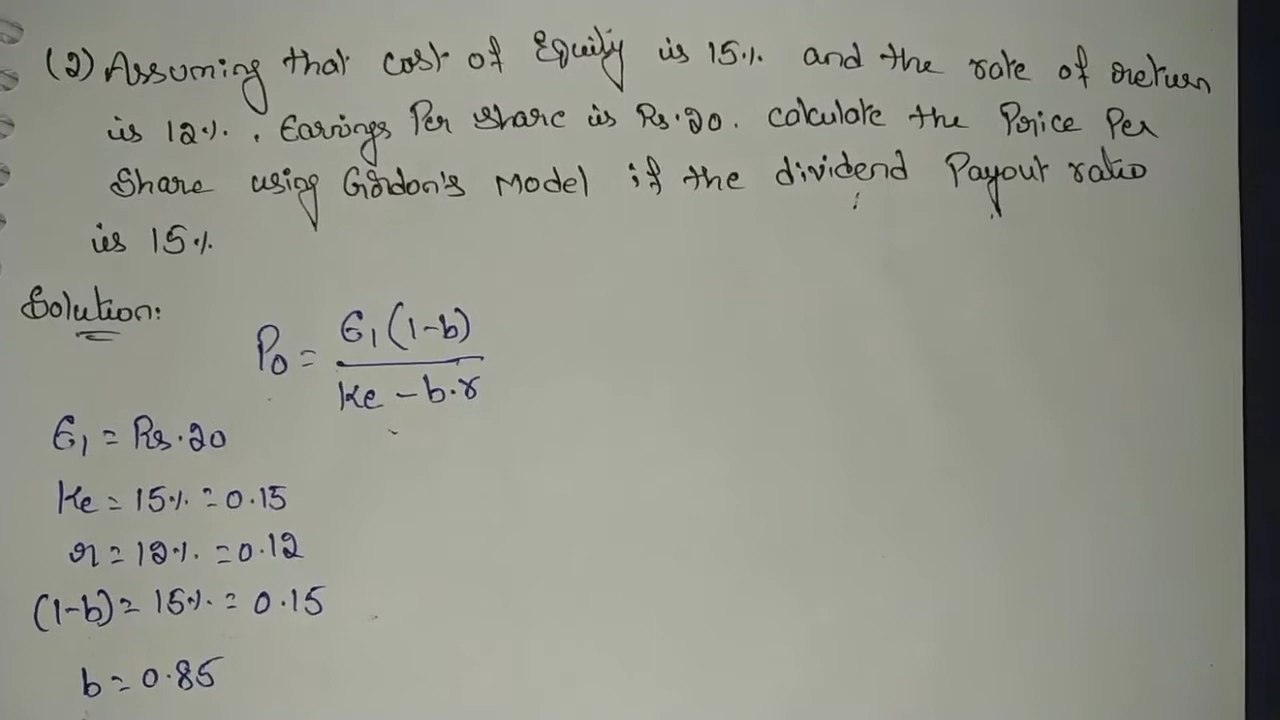 (2) Assuming that cost of Equity is 15%. and the rate of return
is 12%. , Earnings Per share is Rs.20. calculate the Price Per
Share using Gordon's Model if the dividend Payout ratio
is 15%
Solution:
P0 = E1(1-b) / Ke - b.r
E1 = Rs.20
Ke = 15% = 0.15
r = 12% = 0.12
(1-b) = 15% = 0.15
b = 0.85